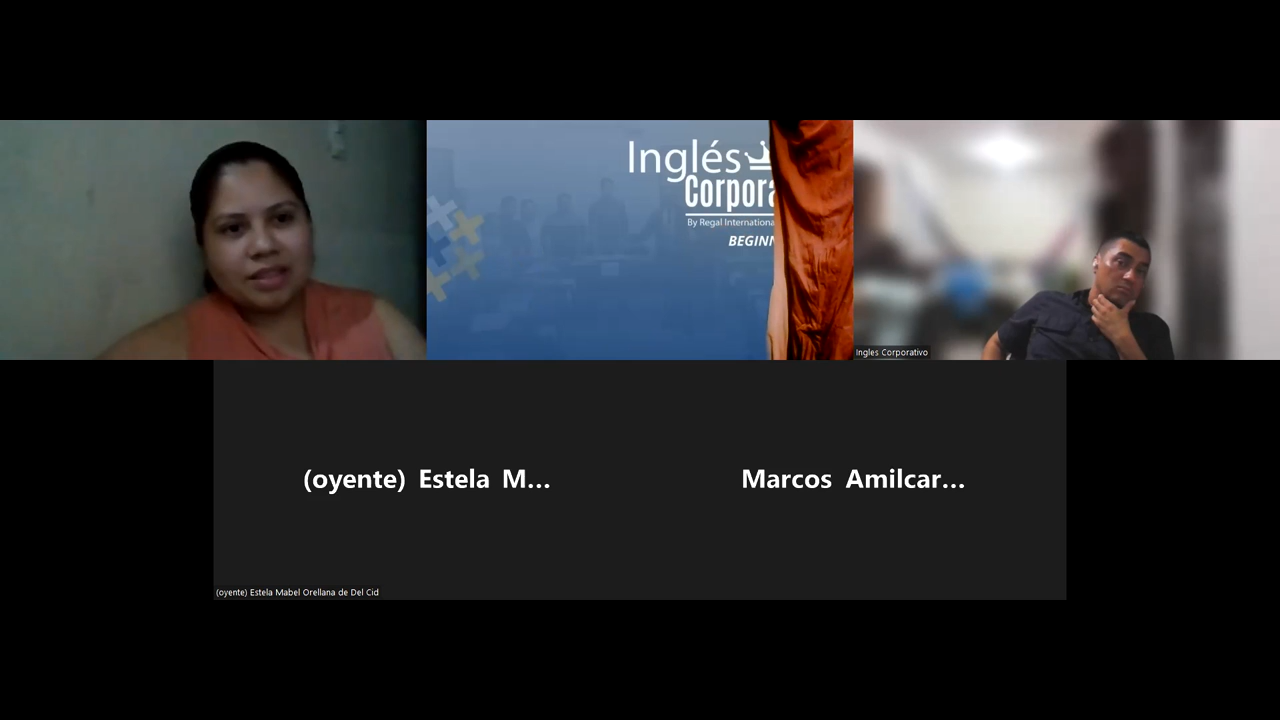 Inglés
Corpora
By Regal Internationa
BEGINN
Ingles Corporativo
(oyente) Estela M...
Marcos Amilcar...
(oyente) Estela Mabel Orellana de Del Cid